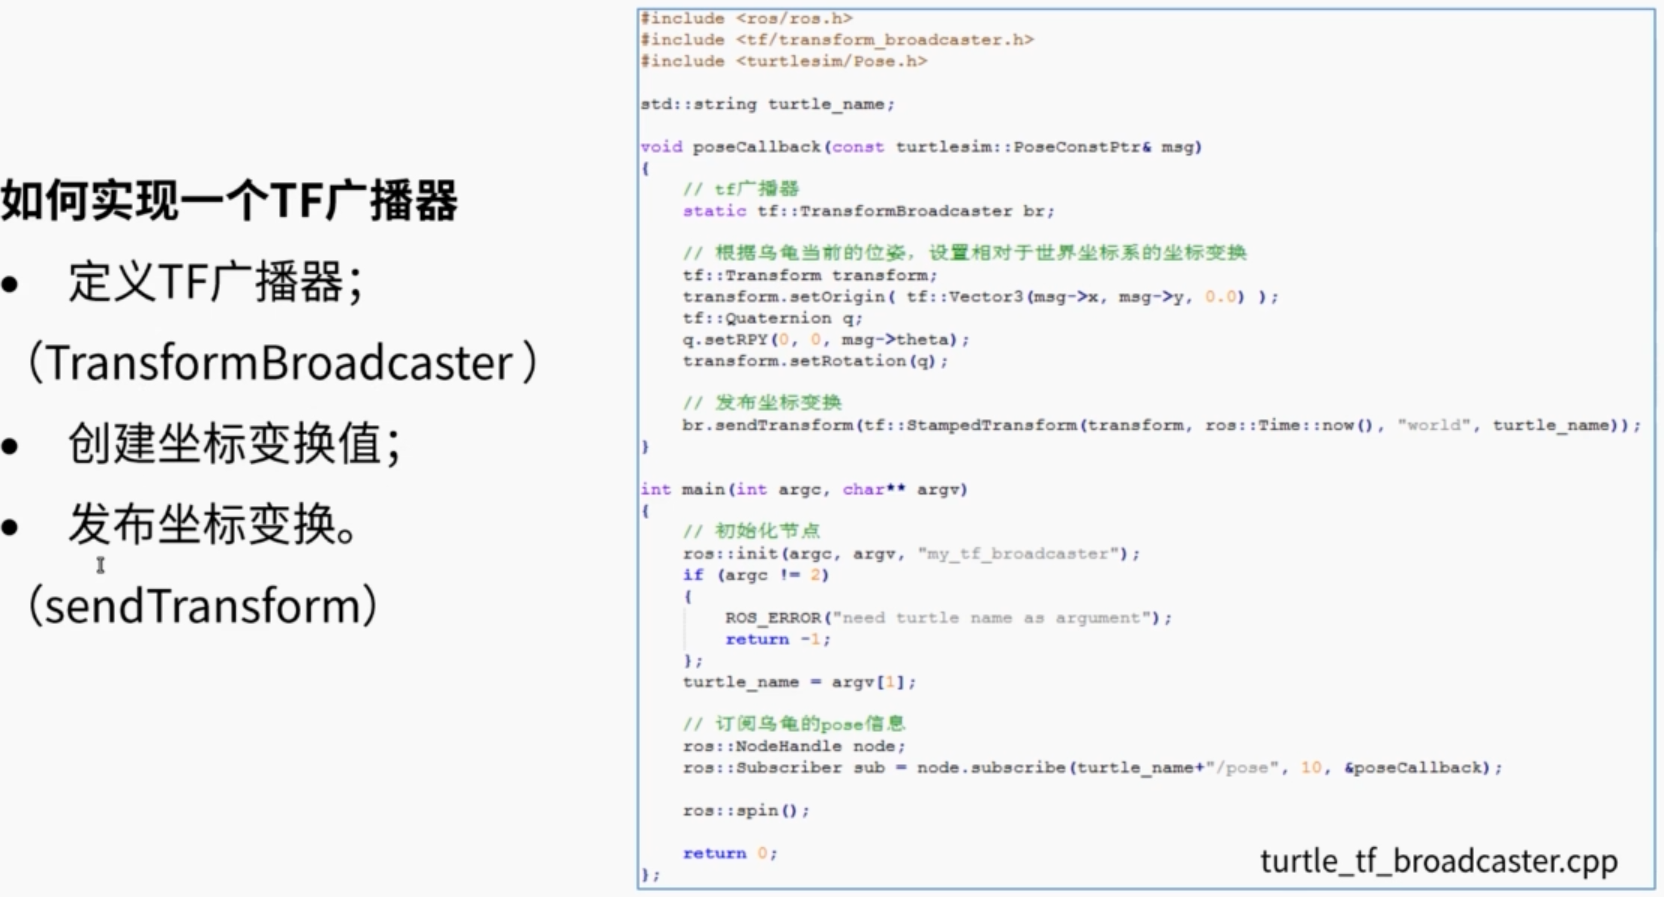 如何实现一个TF广播器
• 定义TF广播器；
（TransformBroadcaster ）
• 创建坐标变换值；
• 发布坐标变换。
（sendTransform）
#include <ros/ros.h>
#include <tf/transform_broadcaster.h>
#include <turtlesim/Pose.h>
std::string turtle_name;
void poseCallback(const turtlesim::PoseConstPtr& msg)
{
// tf广播器
static tf::TransformBroadcaster br;
// 根据乌龟当前的位姿，设置相对于世界坐标系的坐标变换
tf::Transform transform;
transform.setOrigin( tf::Vector3(msg->x, msg->y, 0.0) );
tf::Quaternion q;
q.setRPY(0, 0, msg->theta);
transform.setRotation(q);
// 发布坐标变换
br.sendTransform(tf::StampedTransform(transform, ros::Time::now(), "world", turtle_name));
}
int main(int argc, char** argv)
{
// 初始化节点
ros::init(argc, argv, "my_tf_broadcaster");
if (argc != 2)
{
ROS_ERROR("need turtle name as argument");
return -1;
};
turtle_name = argv[1];
// 订阅乌龟的pose信息
ros::NodeHandle node;
ros::Subscriber sub = node.subscribe(turtle_name+"/pose", 10, &poseCallback);
ros::spin();
return 0;
};
turtle_tf_broadcaster.cpp